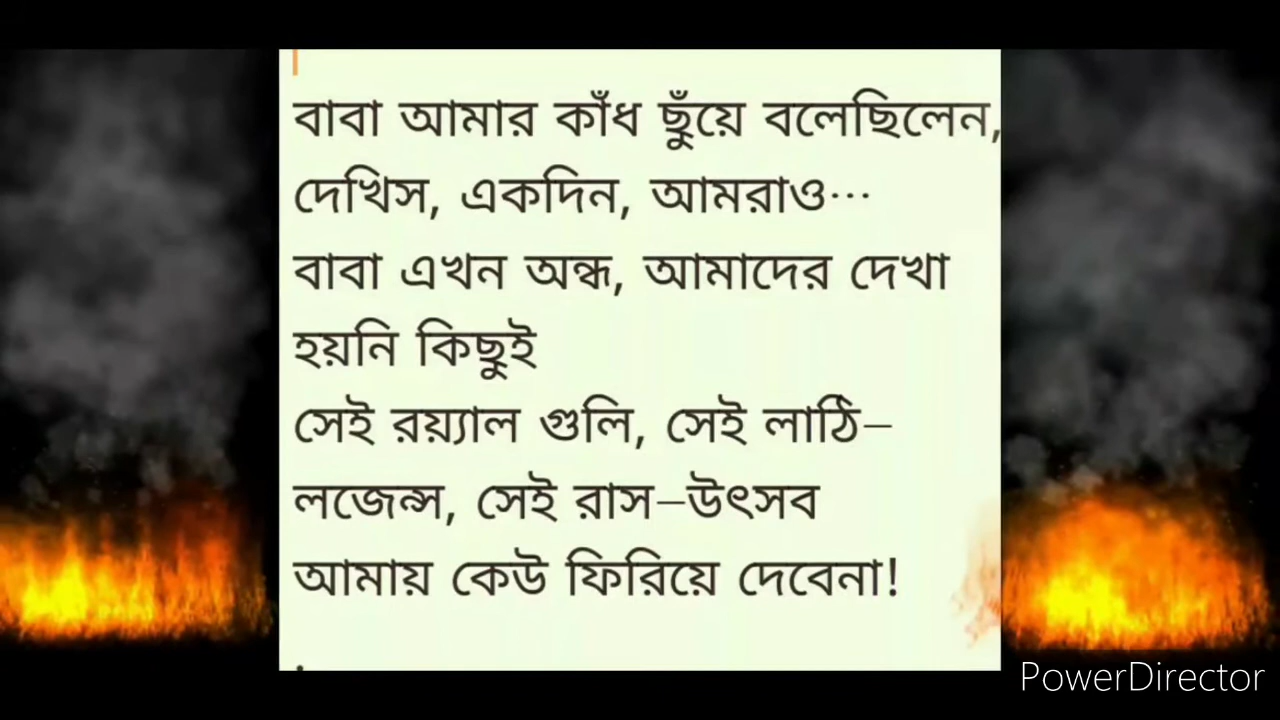 বাবা আমার কাঁধ ছুঁয়ে বলেছিলেন,
দেখিস, একদিন, আমরাও···
বাবা এখন অন্ধ, আমাদের দেখা
হয়নি কিছুই
সেই রয়্যাল গুলি, সেই লাঠি–
লজেন্স, সেই রাস–উৎসব
আমায় কেউ ফিরিয়ে দেবেনা!
PowerDirector